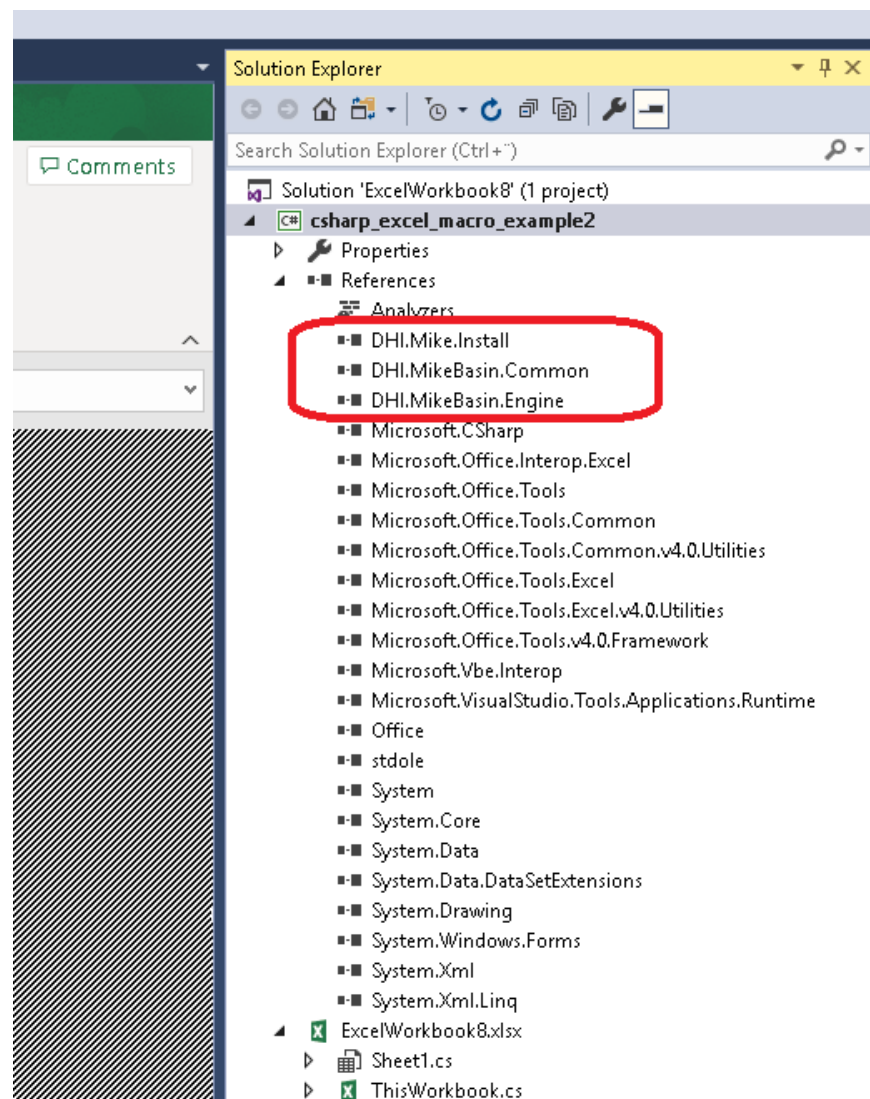 Solution Explorer
Search Solution Explorer (Ctrl+¨)
Comments
Solution 'ExcelWorkbook8' (1 project)
C# csharp_excel_macro_example2
Properties
References
Analyzers
DHI.Mike.Install
DHI.MikeBasin.Common
DHI.MikeBasin.Engine
Microsoft.CSharp
Microsoft.Office.Interop.Excel
Microsoft.Office.Tools
Microsoft.Office.Tools.Common
Microsoft.Office.Tools.Common.v4.0.Utilities
Microsoft.Office.Tools.Excel
Microsoft.Office.Tools.Excel.v4.0.Utilities
Microsoft.Office.Tools.v4.0.Framework
Microsoft.Vbe.Interop
Microsoft.VisualStudio.Tools.Applications.Runtime
Office
stdole
System
System.Core
System.Data
System.Data.DataSetExtensions
System.Drawing
System.Windows.Forms
System.Xml
System.Xml.Linq
ExcelWorkbook8.xlsx
Sheet1.cs
ThisWorkbook.cs